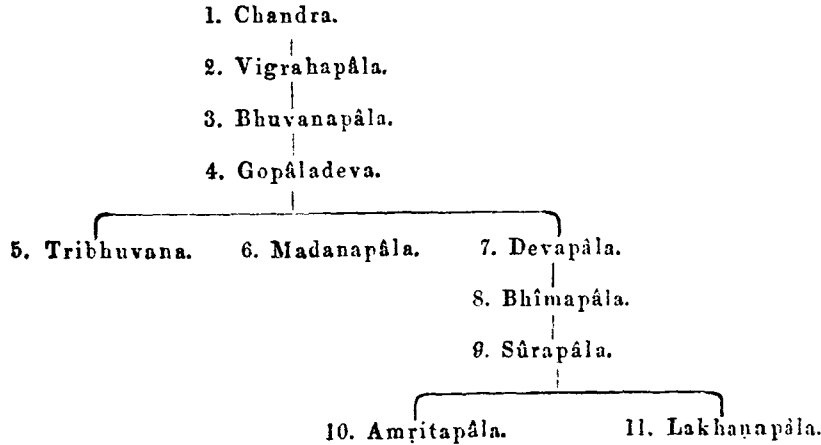 1. Chandra.
2. Vigrahapâla.
3. Bhuvanapâla.
4. Gopâladeva.
5. Tribhuvana. 6. Madanapâla. 7. Devapâla.
8. Bhîmapâla.
9. Sûrapâla.
10. Amṛitapâla. 11. Lakhaṇapâla.